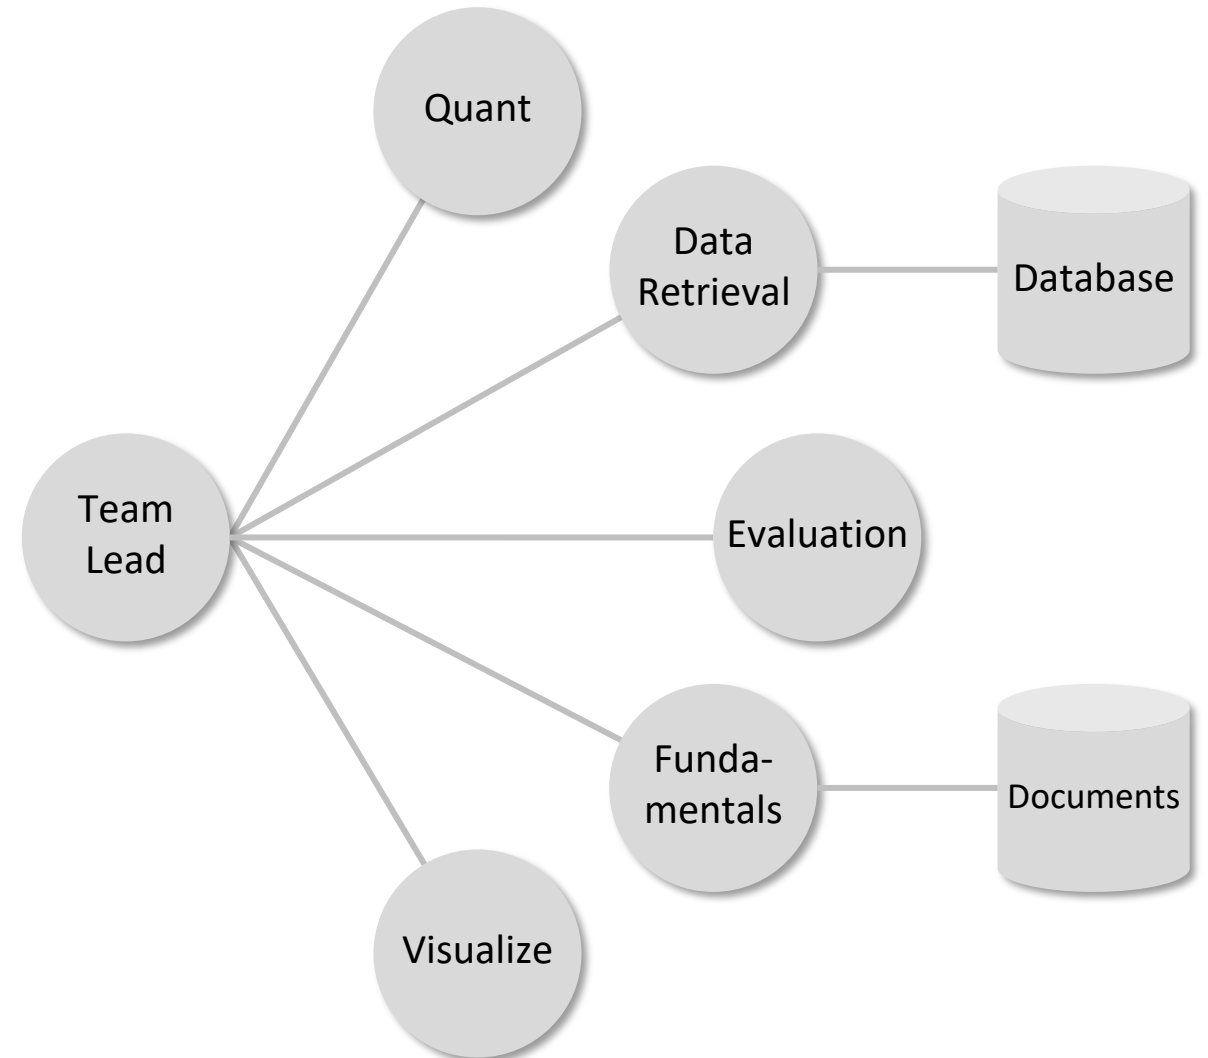 Quant
Data
Retrieval
Database
Team
Lead
Evaluation
Funda-
mentals
Documents
Visualize